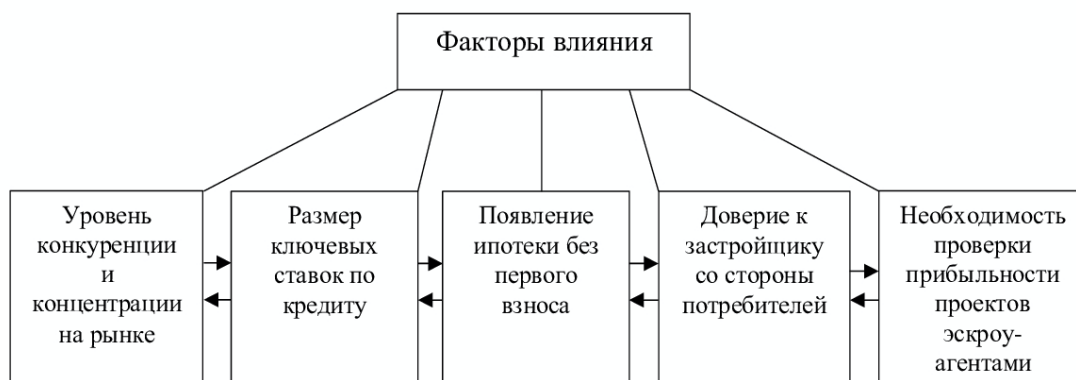 Факторы влияния
Уровень
конкуренции
и
концентрации
на рынке
Размер
ключевых
ставок по
кредиту
Появление
ипотеки без
первого
взноса
Доверие к
застройщику
со стороны
потребителей
Необходимость
проверки
прибыльности
проектов
эскроу-
агентами